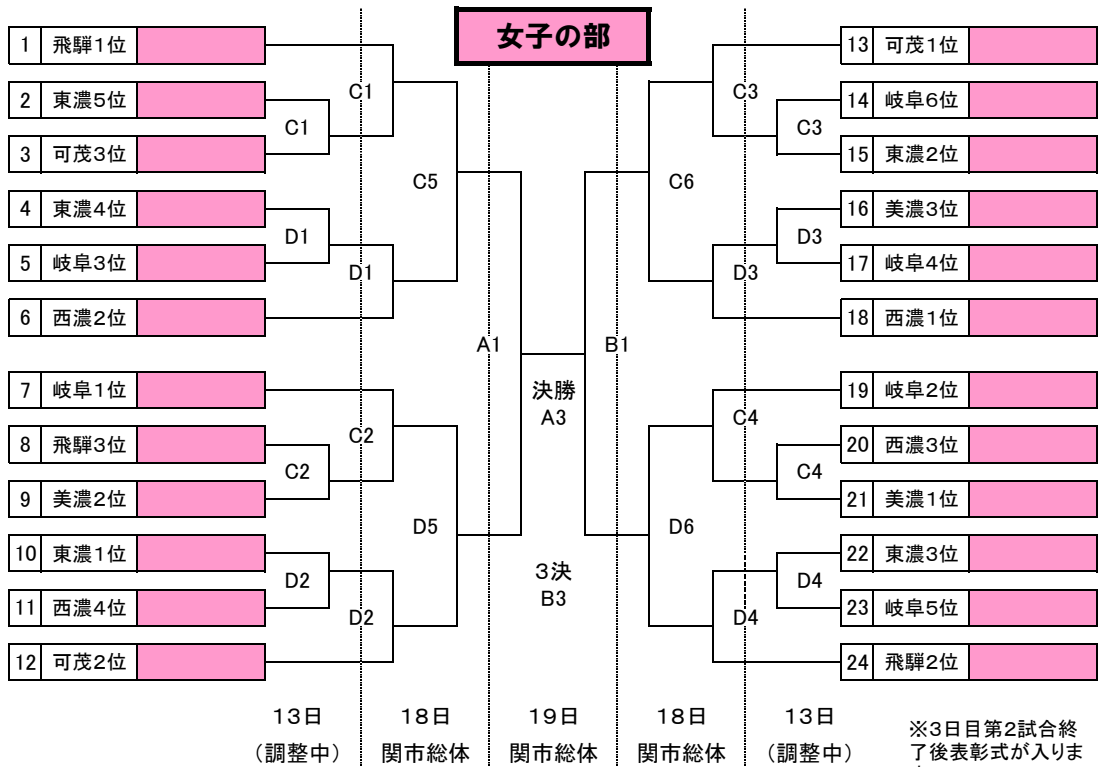 女子の部
1 飛騨1位
2 東濃5位
3 可茂3位
4 東濃4位
5 岐阜3位
6 西濃2位
7 岐阜1位
8 飛騨3位
9 美濃2位
10 東濃1位
11 西濃4位
12 可茂2位
C1
D1
C2
D2
C1
D1
C2
D2
C5
D5
A1
決勝
A3
3決
B3
B1
C6
D6
C3
D3
C4
D4
C3
D3
C4
D4
13 可茂1位
14 岐阜6位
15 東濃2位
16 美濃3位
17 岐阜4位
18 西濃1位
19 岐阜2位
20 西濃3位
21 美濃1位
22 東濃3位
23 岐阜5位
24 飛騨2位
13日 18日 19日 18日 13日
(調整中) 関市総体 関市総体 関市総体 (調整中)
※3日目第2試合終
了後表彰式が入りま